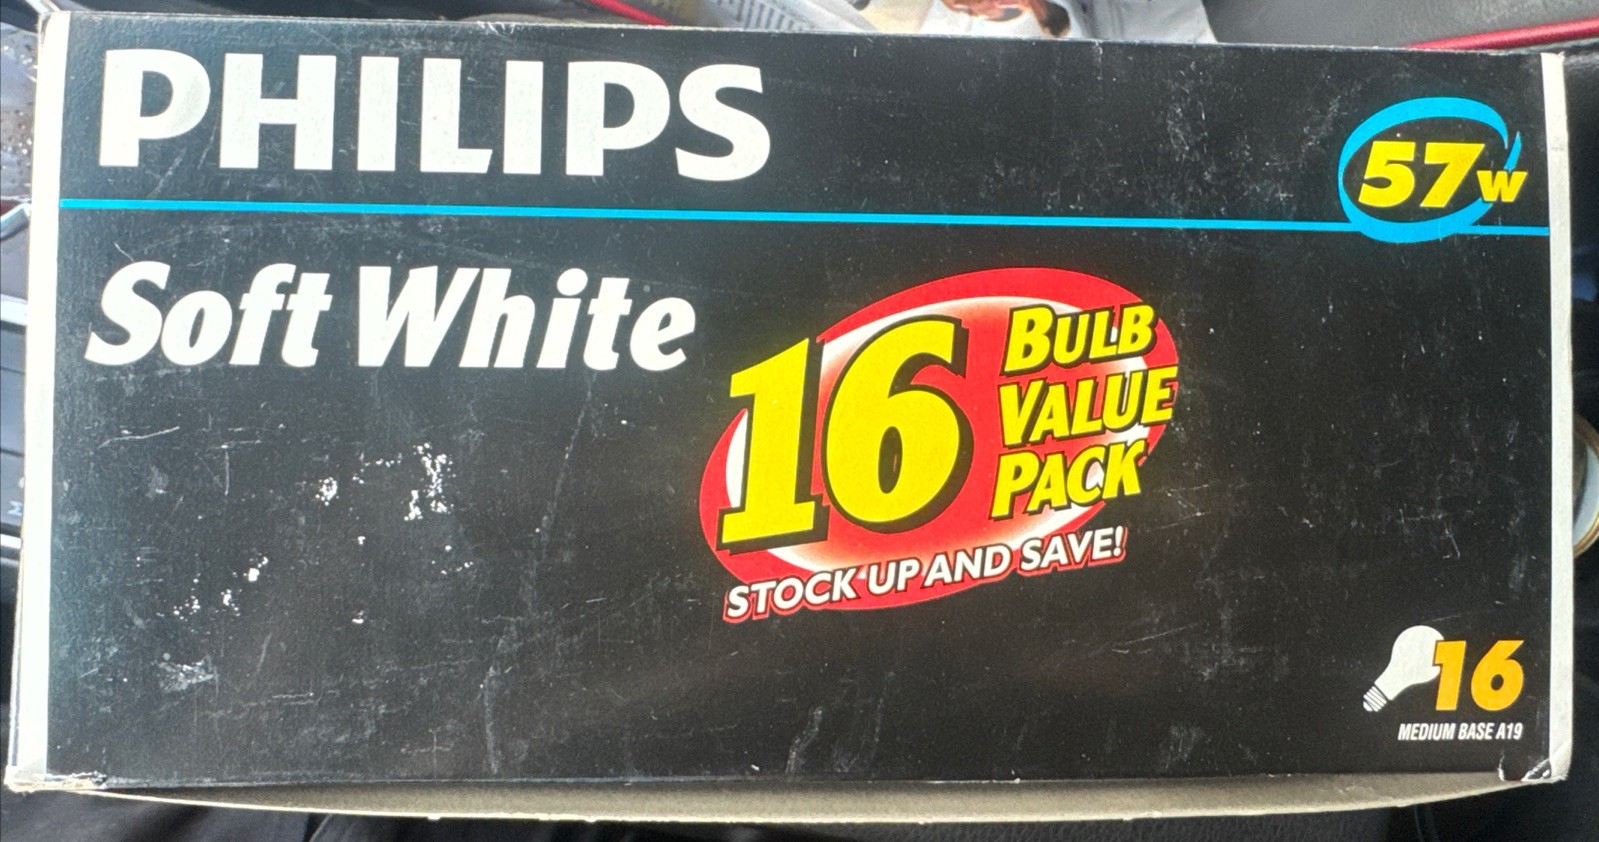 PHILIPS
57W
Soft White
16 BULB
VALUE
PACK
STOCK UP AND SAVE!
16
MEDIUM BASE A19